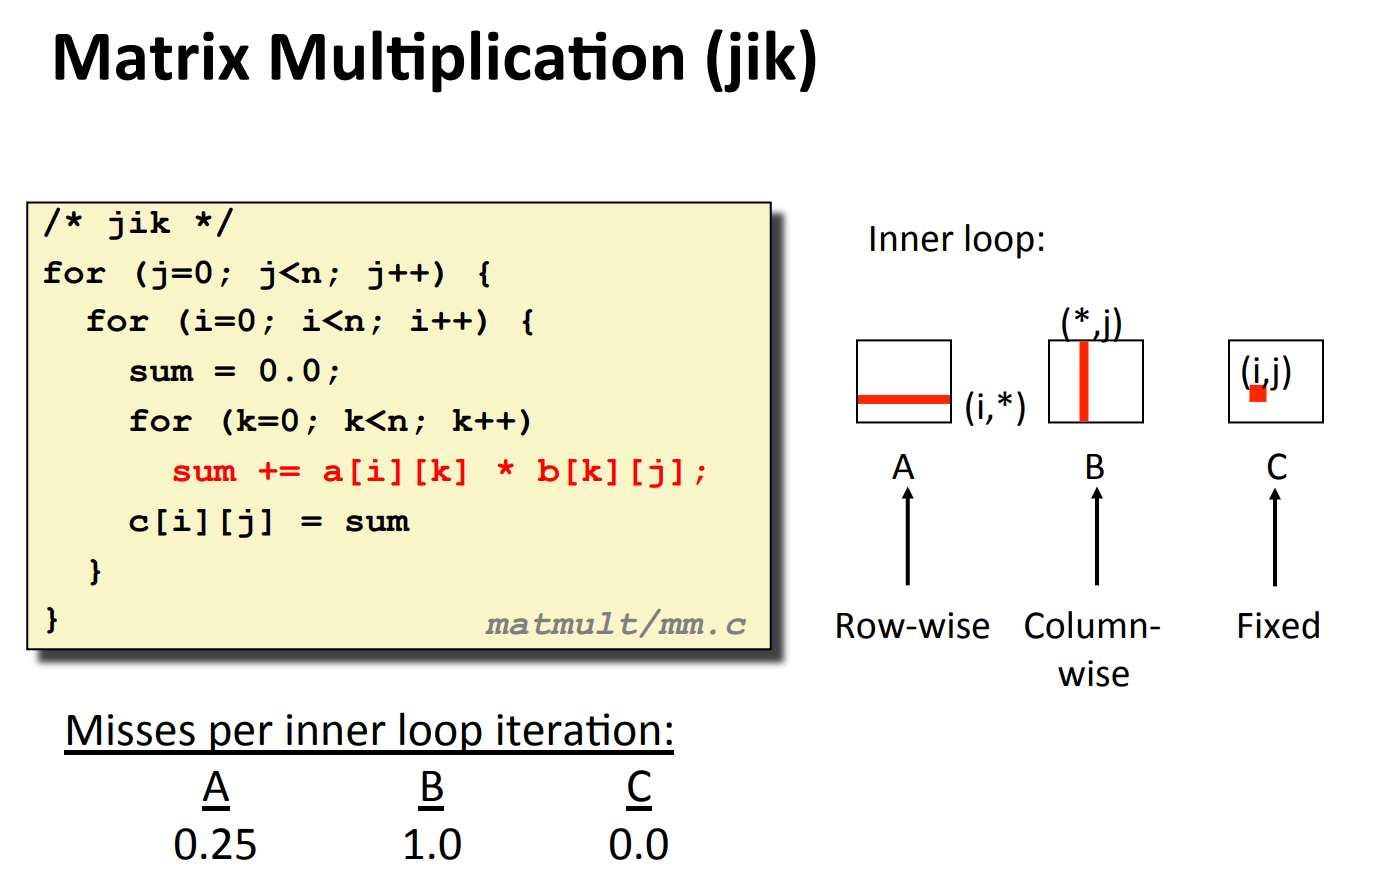 Matrix Multiplication (jik)
/* jik */
for (j=0; j<n; j++) {
for (i=0; i<n; i++) {
sum = 0.0;
for (k=0; k<n; k++)
sum += a[i][k] * b[k][j];
c[i][j] = sum
}
}
matmult/mm.c
Inner loop:
(*,j)
(i,j)
(i,*)
A B C
Row-wise Column-
wise
Fixed
Misses per inner loop iteration:
A B C
0.25 1.0 0.0